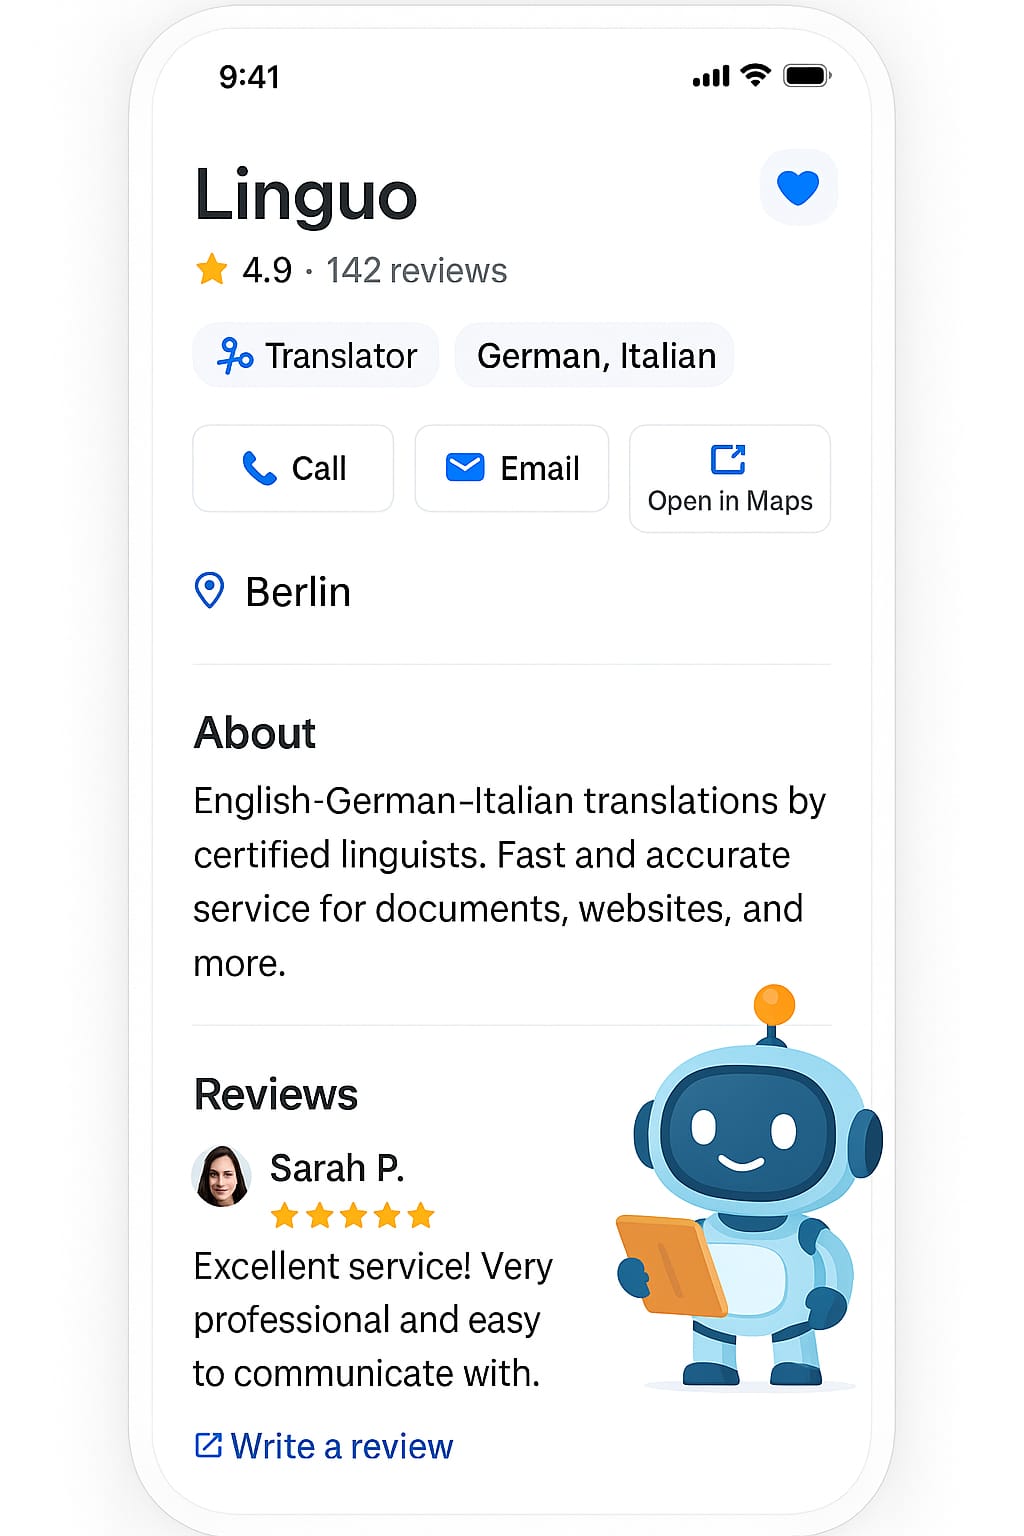 9:41
Linguo
4.9 · 142 reviews
Translator
German, Italian
Call
Email
Open in Maps
Berlin
About
English-German-Italian translations by
certified linguists. Fast and accurate
service for documents, websites, and
more.
Reviews
Sarah P.
Excellent service! Very
professional and easy
to communicate with.
Write a review